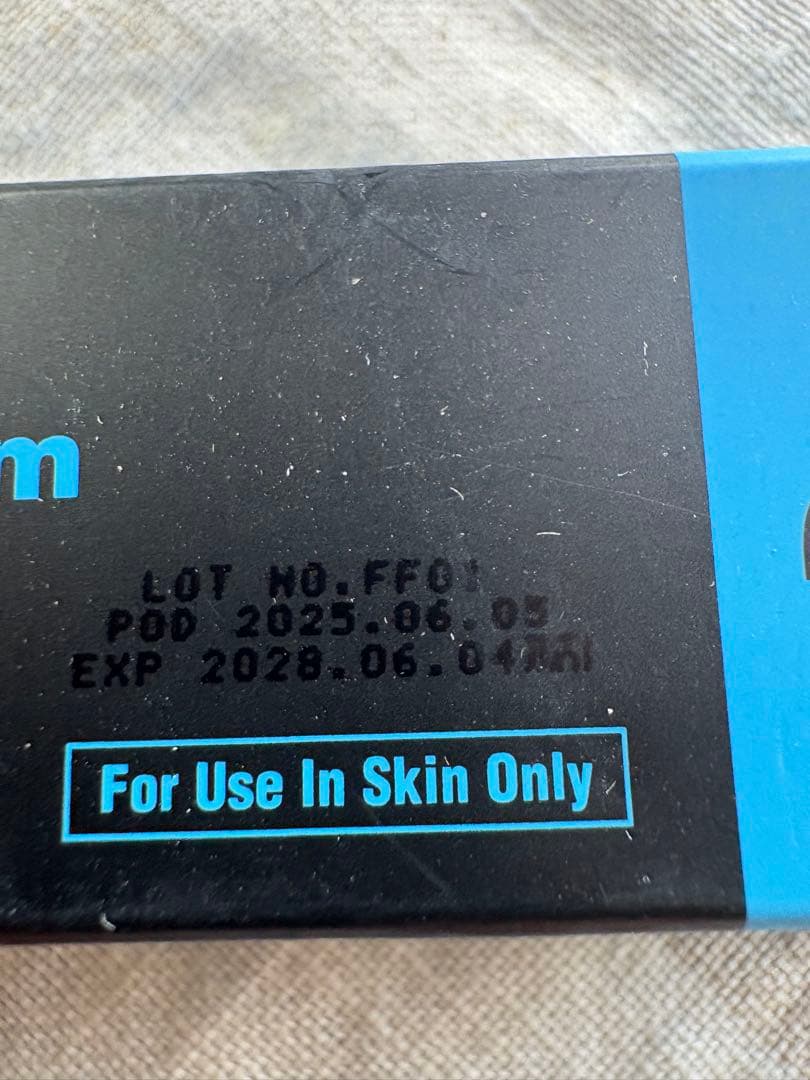 m
LOT NO.FF01
POD 2025.06.05
EXP 2028.06.04
For Use In Skin Only